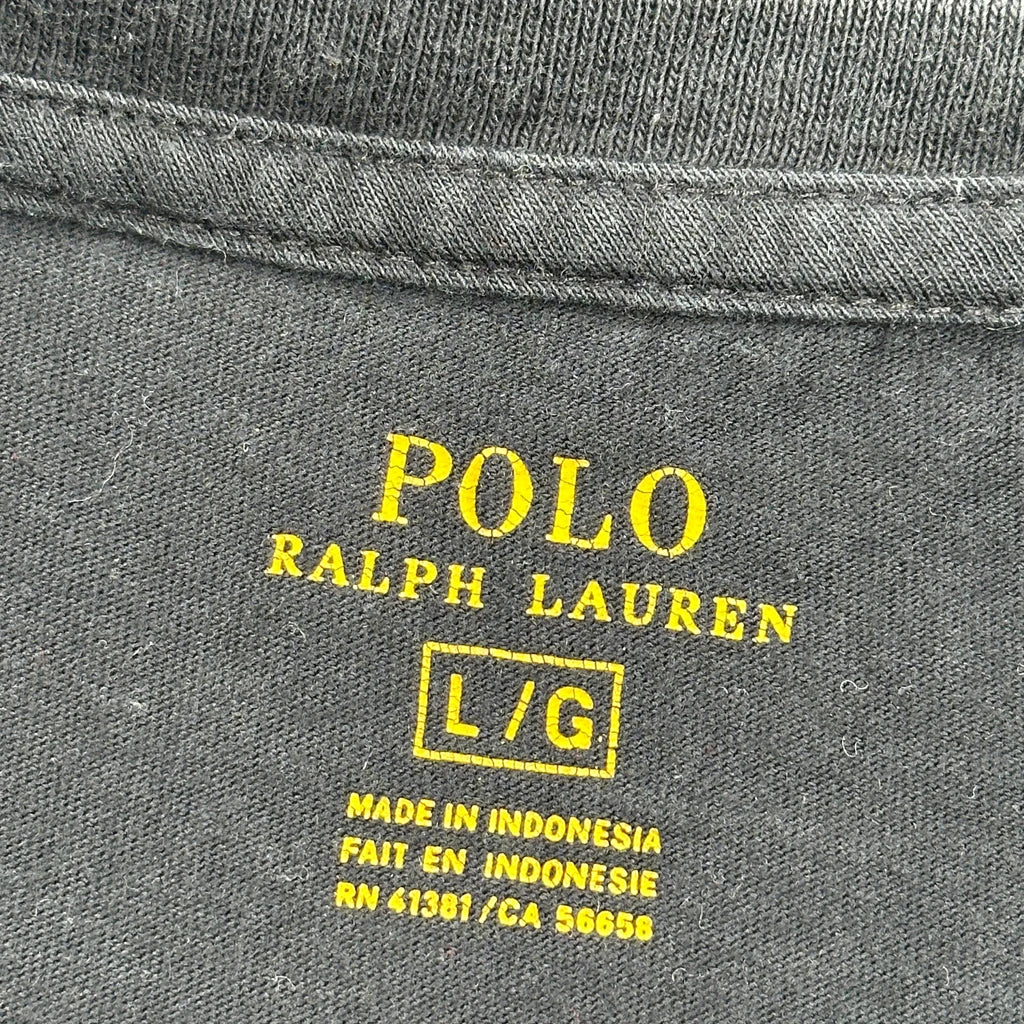 POLO
RALPH LAUREN
L/G
MADE IN INDONESIA
FAIT EN INDONESIE
RN 41381/CA 56658